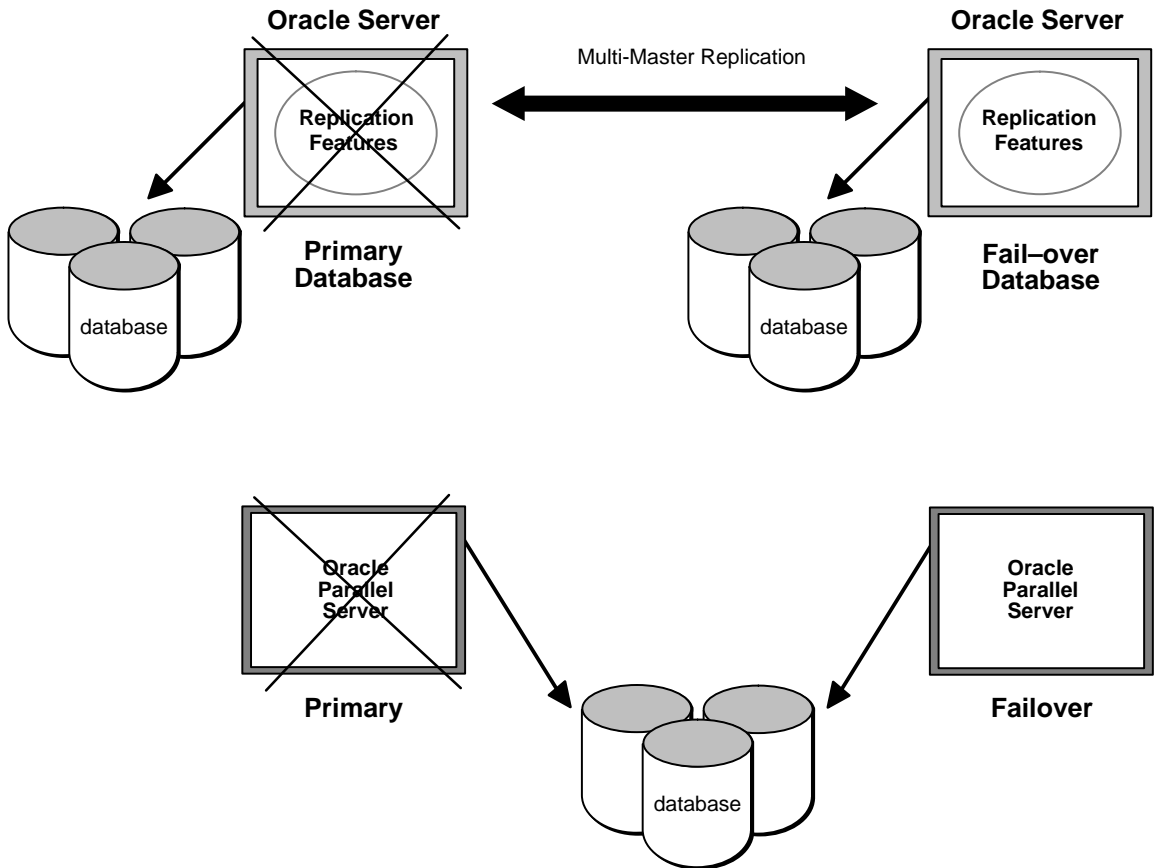 Oracle Server
Oracle Server
Multi-Master Replication
Replication
Features
Replication
Features
Primary
Database
Fail–over
Database
database
database
Oracle
Parallel
Server
Oracle
Parallel
Server
Primary
Failover
database